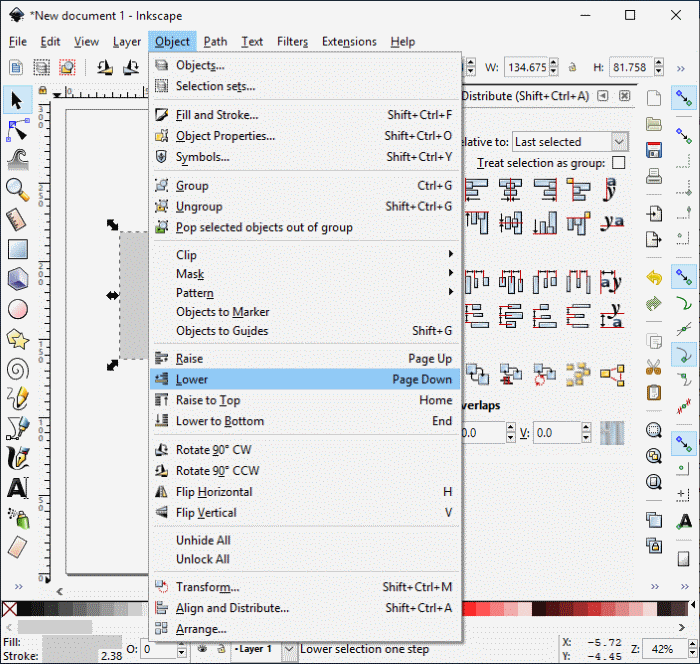 *New document 1 - Inkscape
File Edit View Layer Object Path Text Filters Extensions Help
W: 134.675 H: 81.758
Objects...
Selection sets...
Distribute (Shift+Ctrl+A)
Fill and Stroke... Shift+Ctrl+F
Object Properties... Shift+Ctrl+O
elative to: Last selected
Symbols... Shift+Ctrl+Y
Treat selection as group:
Group Ctrl+G
Ungroup Shift+Ctrl+G
Pop selected objects out of group
Clip
Mask
Pattern
Objects to Marker
Objects to Guides Shift+G
Raise Page Up
Lower Page Down
Raise to Top Home
verlaps
Lower to Bottom End
0.0 V: 0.0
Rotate 90° CW
Rotate 90° CCW
Flip Horizontal H
Flip Vertical V
Unhide All
Unlock All
Transform... Shift+Ctrl+M
Align and Distribute... Shift+Ctrl+A
Arrange...
Fill:
Stroke: 2.38
O: 0
Layer 1
Lower selection one step
X: -5.72
Y: -4.45
Z: 42%